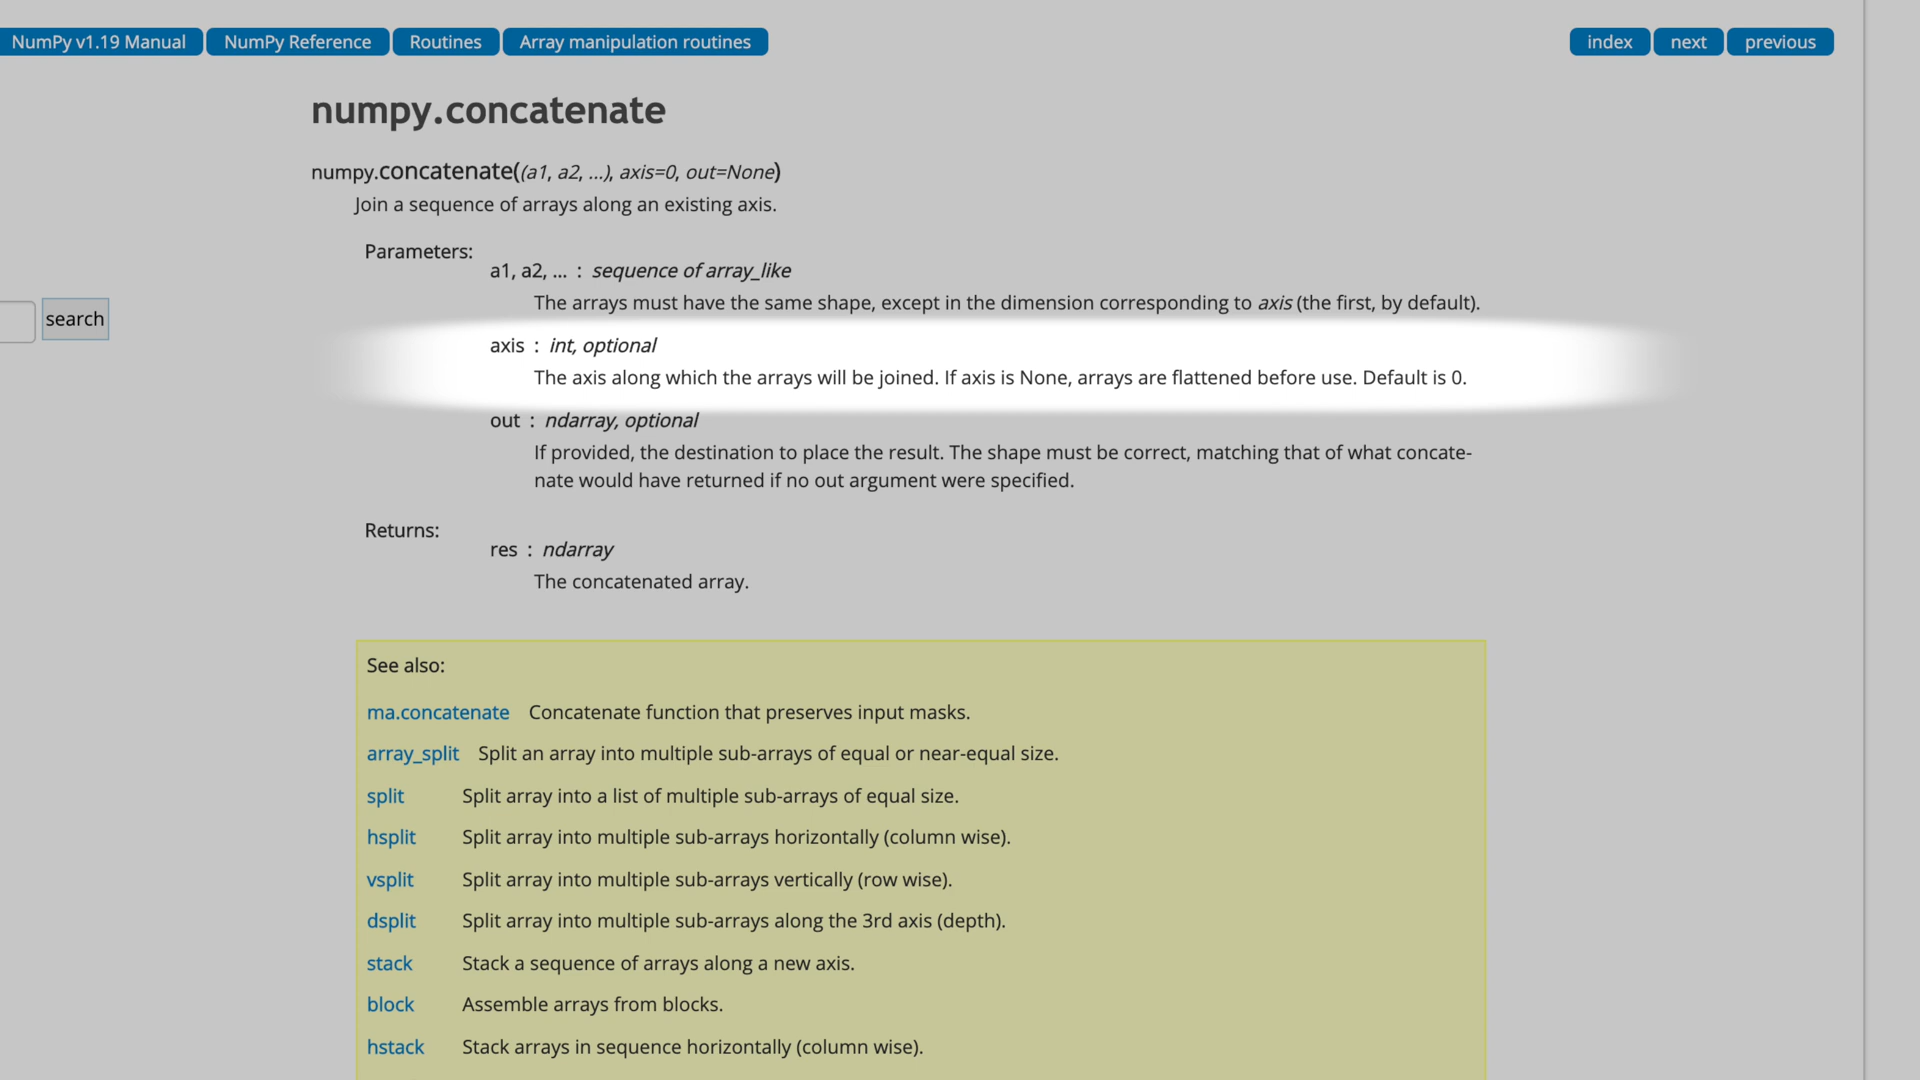 NumPy v1.19 Manual NumPy Reference Routines Array manipulation routines index next previous
numpy.concatenate
numpy.concatenate((a1, a2, ...), axis=0, out=None)
Join a sequence of arrays along an existing axis.
Parameters:
a1, a2, ... : sequence of array_like
The arrays must have the same shape, except in the dimension corresponding to axis (the first, by default).
search
axis : int, optional
The axis along which the arrays will be joined. If axis is None, arrays are flattened before use. Default is 0.
out : ndarray, optional
If provided, the destination to place the result. The shape must be correct, matching that of what concate-
nate would have returned if no out argument were specified.
Returns:
res : ndarray
The concatenated array.
See also:
ma.concatenate Concatenate function that preserves input masks.
array_split Split an array into multiple sub-arrays of equal or near-equal size.
split Split array into a list of multiple sub-arrays of equal size.
hsplit Split array into multiple sub-arrays horizontally (column wise).
vsplit Split array into multiple sub-arrays vertically (row wise).
dsplit Split array into multiple sub-arrays along the 3rd axis (depth).
stack Stack a sequence of arrays along a new axis.
block Assemble arrays from blocks.
hstack Stack arrays in sequence horizontally (column wise).